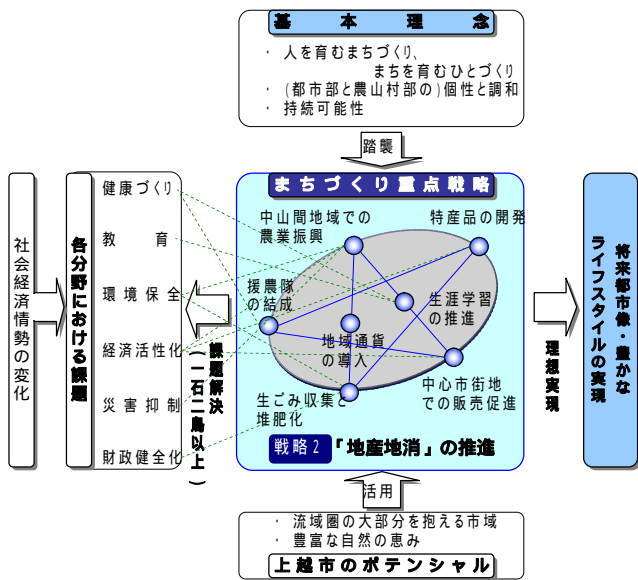 基本理念
・ 人を育むまちづくり、
まちを育むひとづくり
・ (都市部と農山村部の)個性と調和
・ 持続可能性
踏襲
社会経済情勢の変化
各分野における課題
健康づくり
教育
環境保全
経済活性化
災害抑制
財政健全化
課題解決
(一石二鳥以上)
まちづくり重点戦略
中山間地域での
農業振興
特産品の開発
援農隊
の結成
生涯学習
の推進
地域通貨
の導入
生ごみ収集と
堆肥化
中心市街地
での販売促進
戦略2 「地産地消」の推進
理想実現
将来都市像・豊かな
ライフスタイルの実現
活用
・ 流域圏の大部分を抱える市域
・ 豊富な自然の恵み
上越市のポテンシャル